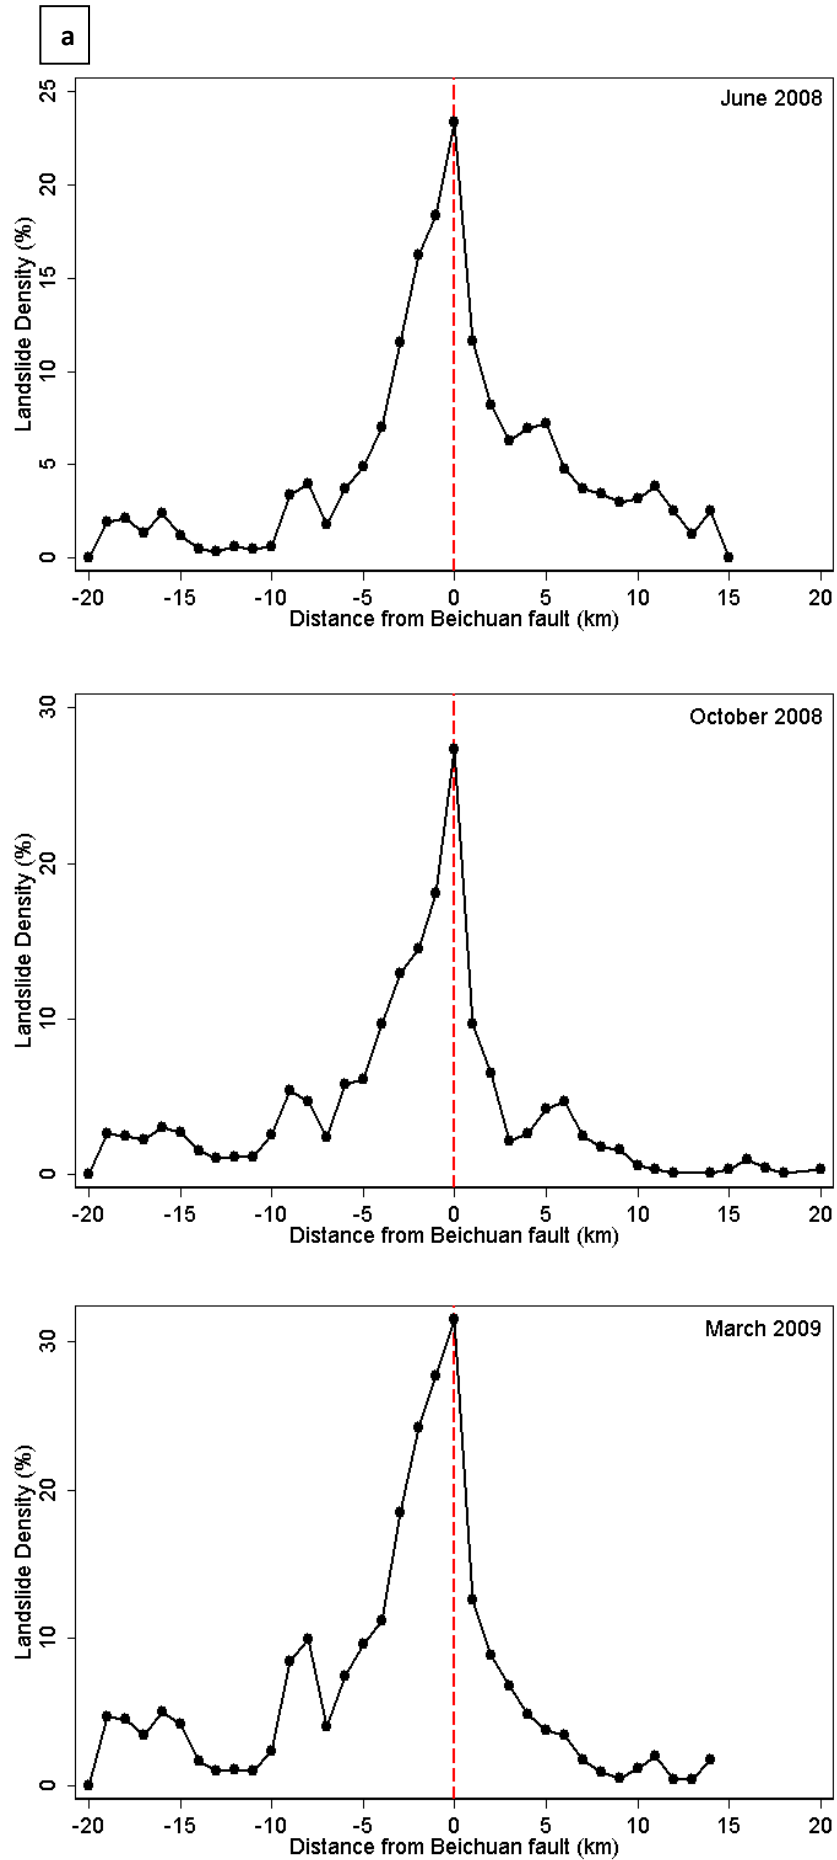 a
June 2008
Landslide Density (%)
25
20
15
10
5
0
-20 -15 -10 -5 0 5 10 15 20
Distance from Beichuan fault (km)
October 2008
Landslide Density (%)
30
20
10
0
-20 -15 -10 -5 0 5 10 15 20
Distance from Beichuan fault (km)
March 2009
Landslide Density (%)
30
20
10
0
-20 -15 -10 -5 0 5 10 15 20
Distance from Beichuan fault (km)